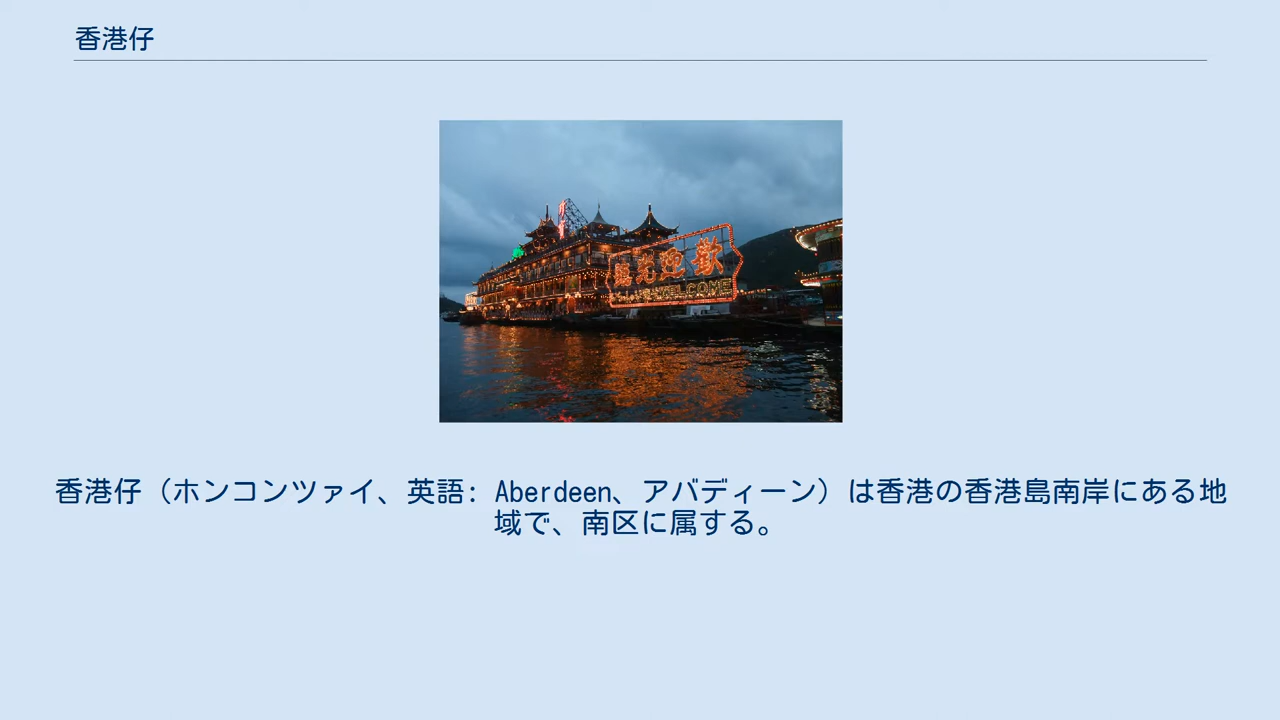 香港仔
歡迎光臨
WELCOME
香港仔（ホンコンツァイ、英語: Aberdeen、アバディーン）は香港の香港島南岸にある地
域で、南区に属する。